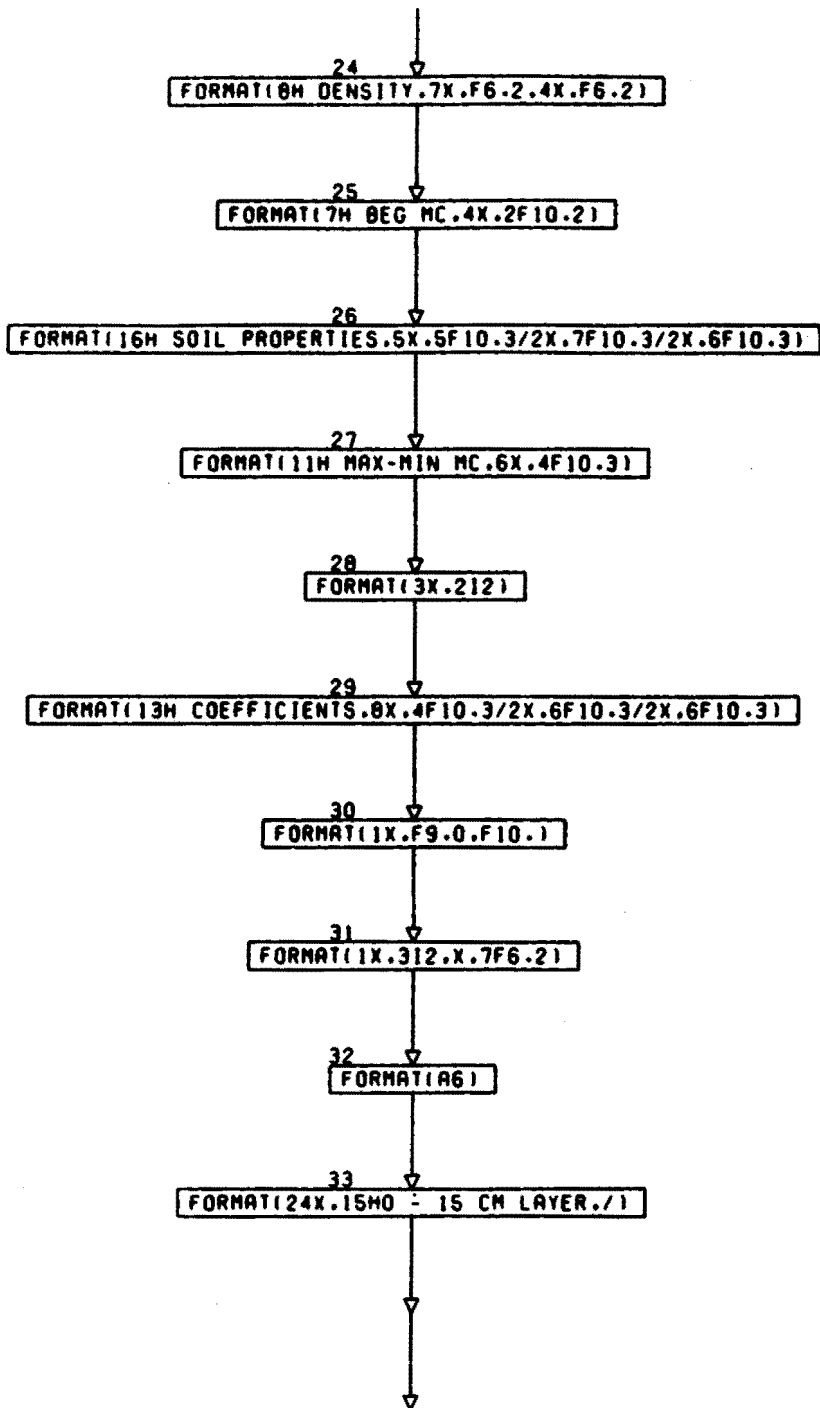 24
FORMAT(8H DENSITY.7X.F6.2.4X.F6.2)
25
FORMAT(7H BEG MC.4X.2F10.2)
26
FORMAT(16H SOIL PROPERTIES.5X.5F10.3/2X.7F10.3/2X.6F10.3)
27
FORMAT(11H MAX-MIN MC.6X.4F10.3)
28
FORMAT(3X.2I2)
29
FORMAT(13H COEFFICIENTS.8X.4F10.3/2X.6F10.3/2X.6F10.3)
30
FORMAT(1X.F9.0.F10.)
31
FORMAT(1X.3I2.X.7F6.2)
32
FORMAT(A6)
33
FORMAT(24X.15H0 - 15 CM LAYER./)